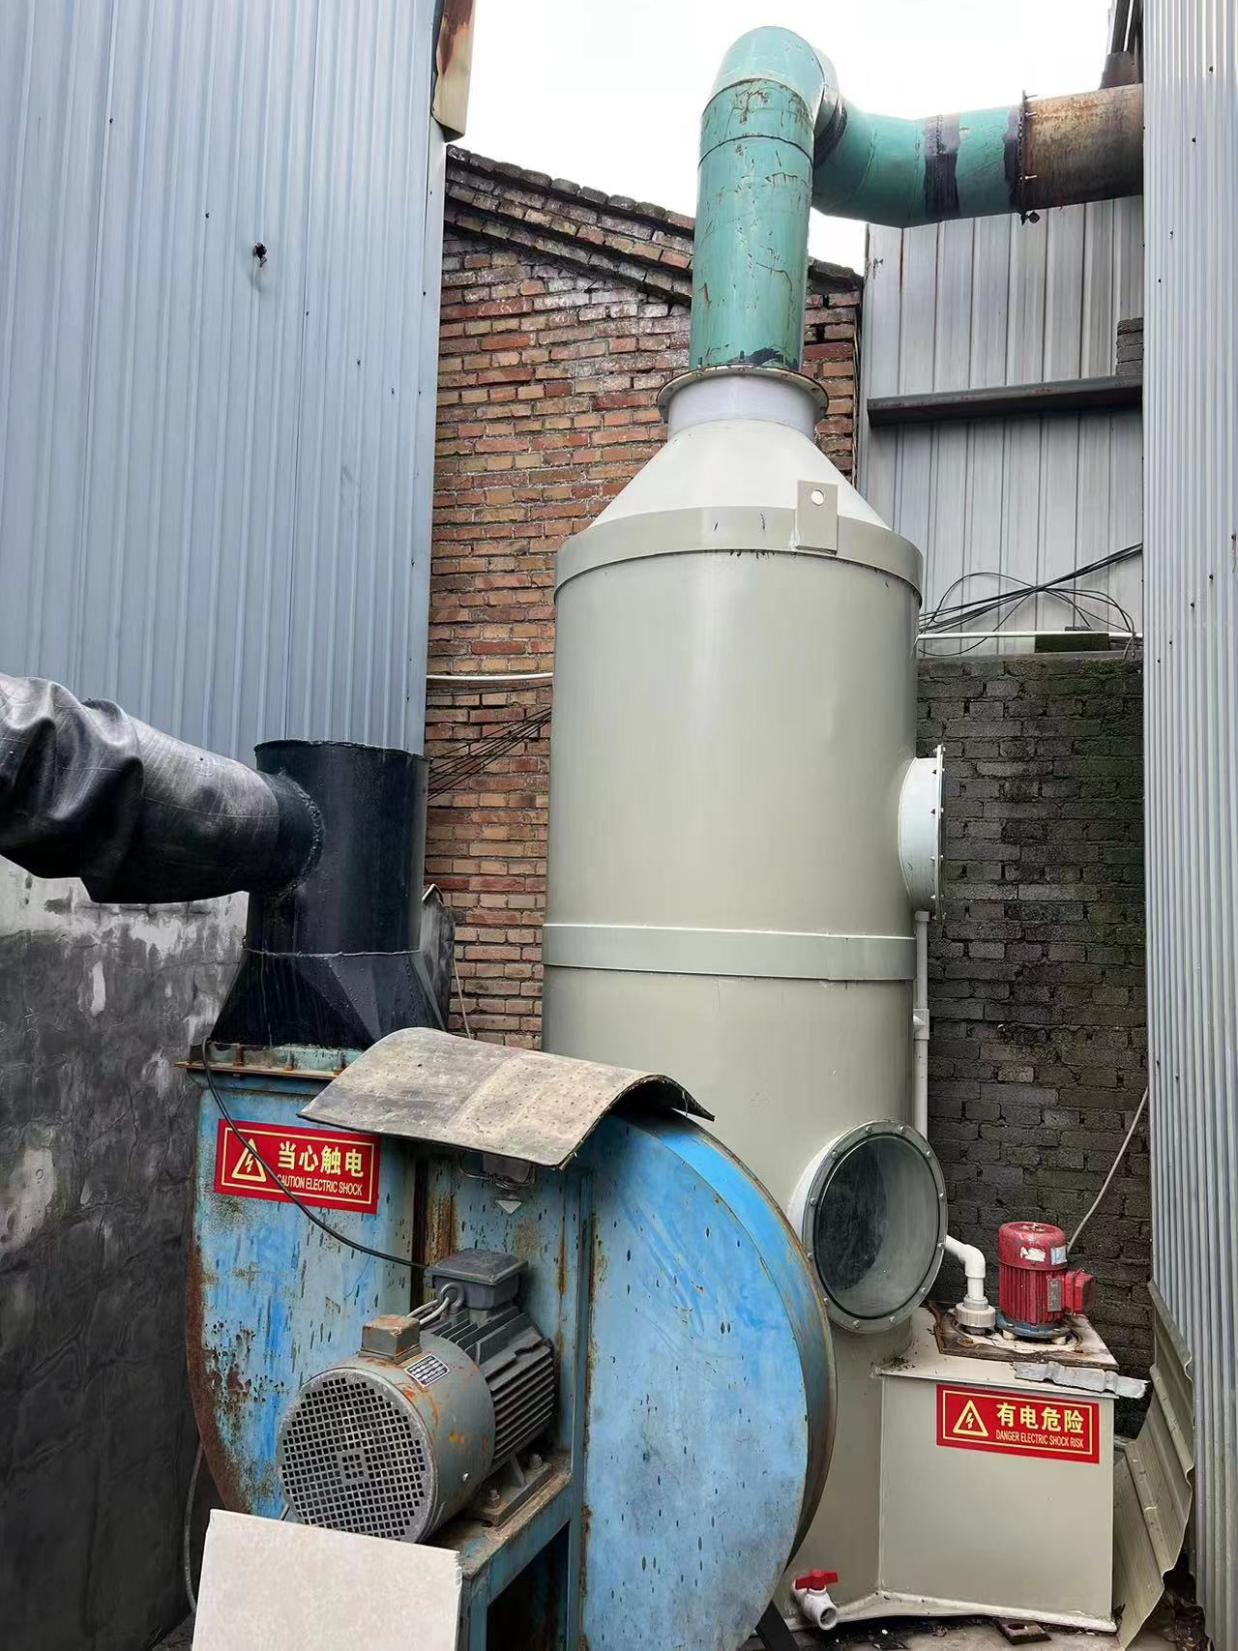 当心触电
CAUTION ELECTRIC SHOCK
有电危险
DANGER ELECTRIC SHOCK RISK